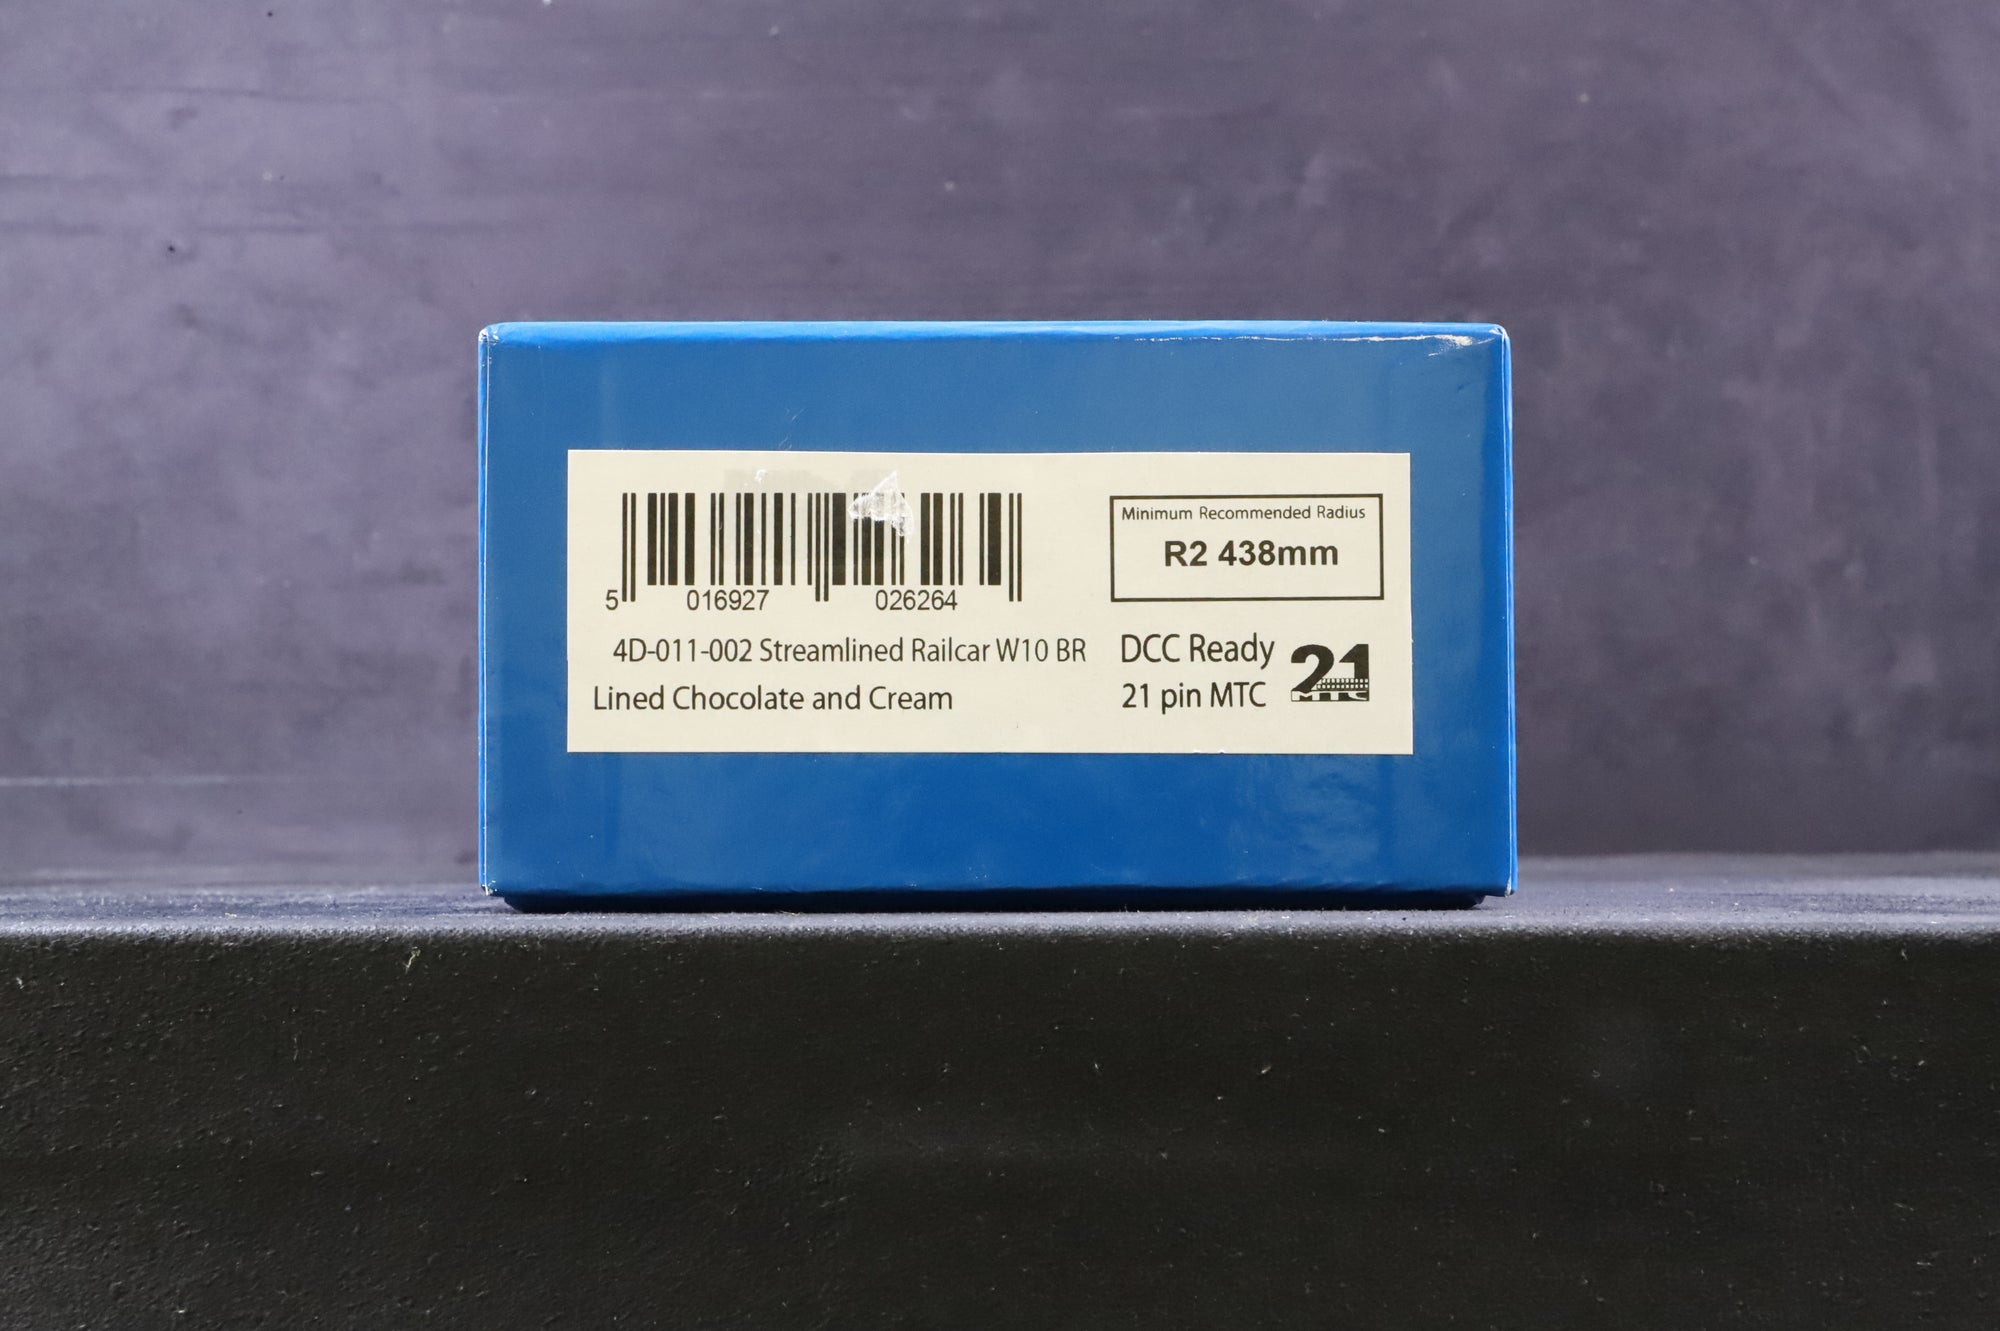 Minimum Recommended Radius
R2 438mm
5 016927 026264
4D-011-002 Streamlined Railcar W10 BR
Lined Chocolate and Cream
DCC Ready
21 pin MTC
21
MTC